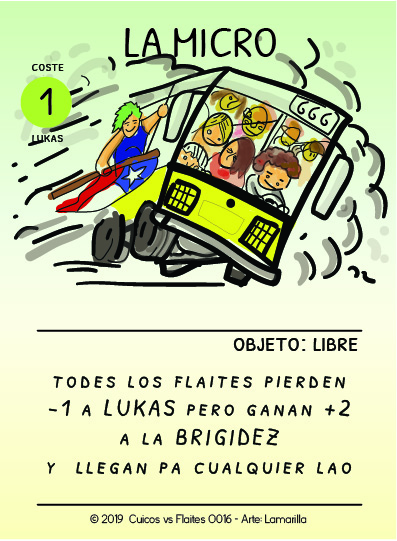 LA MICRO
COSTE
1
LUKAS
666
OBJETO: LIBRE
TODES LOS FLAITES PIERDEN
-1 A LUKAS PERO GANAN +2
A LA BRIGIDEZ
Y LLEGAN PA CUALQUIER LAO
© 2019 Cuicos vs Flaites 0016 - Arte: Lamarilla